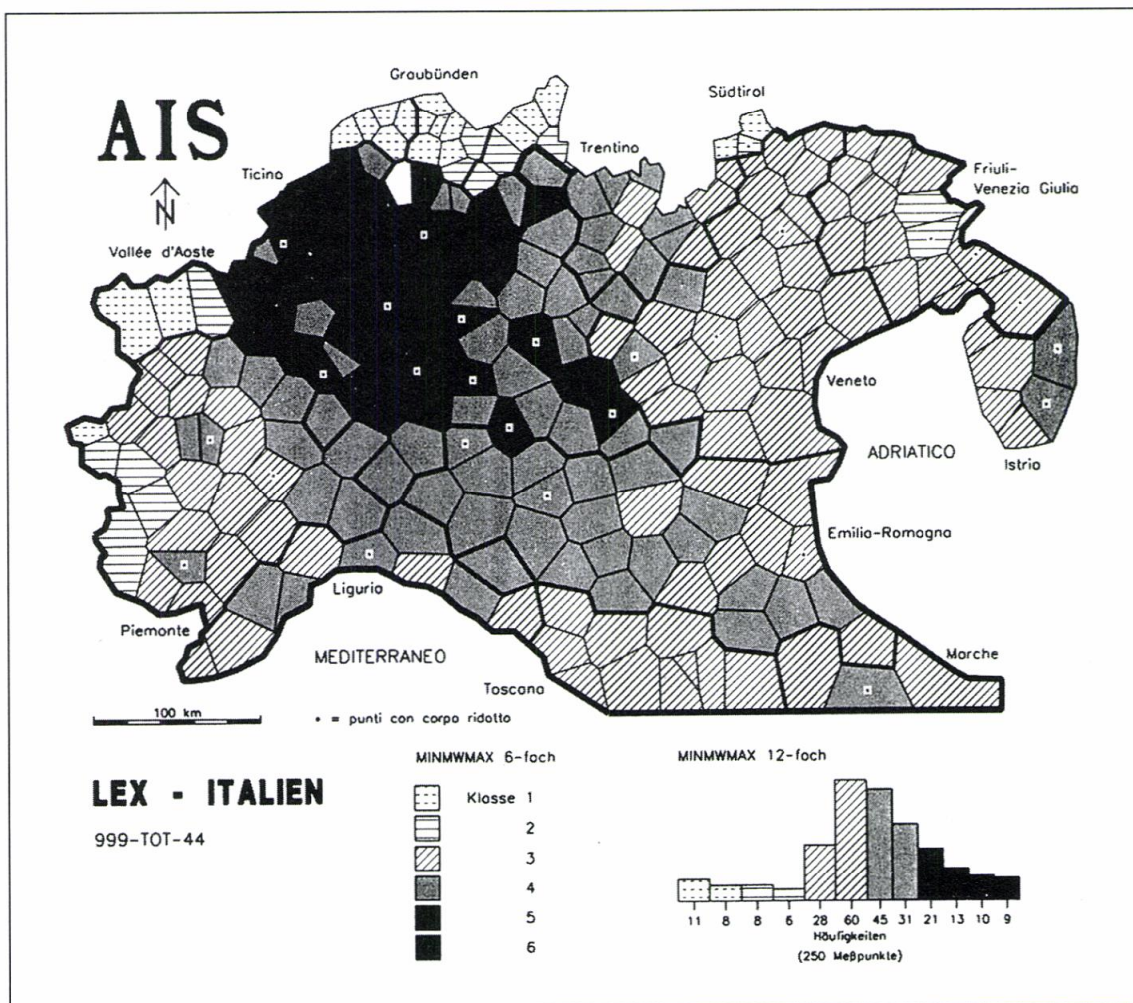 Graubünden
AIS
Südtirol
Ticino
Trentino
Friuli-
Venezia Giulia
N
Vallée d'Aoste
Veneto
ADRIATICO
Istria
Emilia-Romagna
Liguria
Piemonte
MEDITERRANEO
Marche
Toscana
100 km
• = punti con corpo ridotto
MINMWMAX 6-fach
MINMWMAX 12-fach
LEX - ITALIEN
999-TOT-44
Klasse 1
2
3
4
5
6
11 8 8 6 28 60 45 31 21 13 10 9
Häufigkeiten
(250 Meßpunkte)